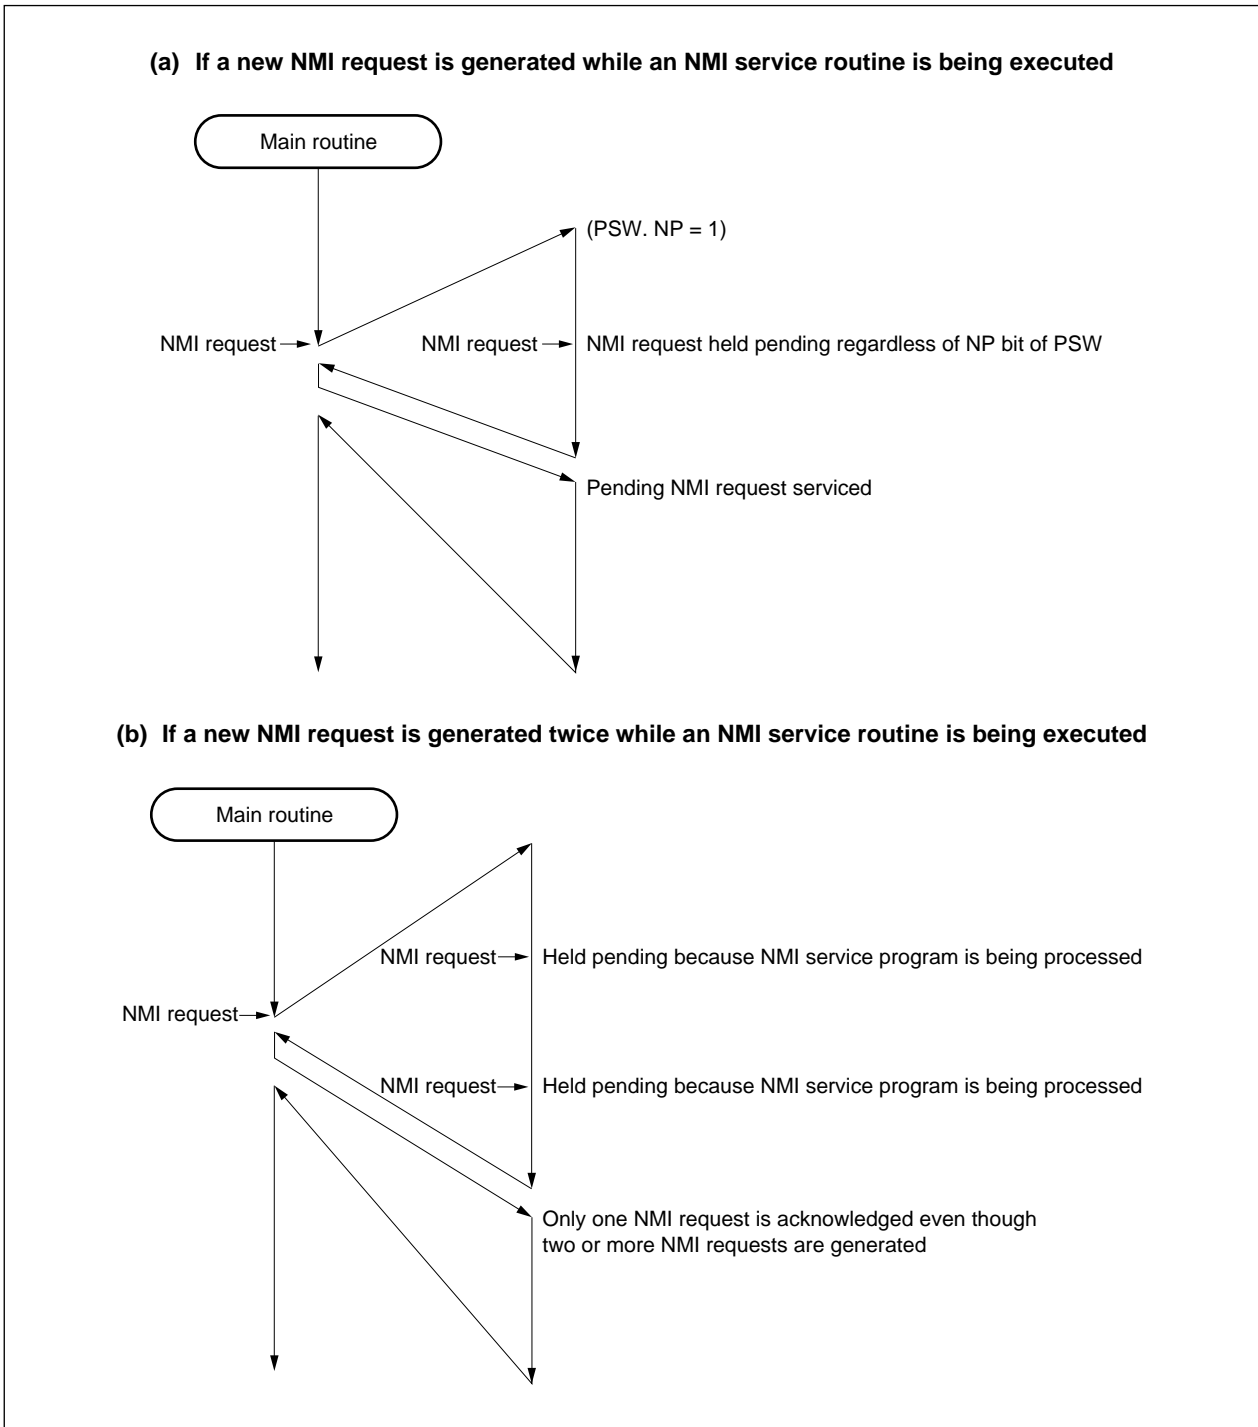 (a) If a new NMI request is generated while an NMI service routine is being executed
Main routine
(PSW. NP = 1)
NMI request
NMI request
NMI request held pending regardless of NP bit of PSW
Pending NMI request serviced
(b) If a new NMI request is generated twice while an NMI service routine is being executed
Main routine
NMI request
Held pending because NMI service program is being processed
NMI request
NMI request
Held pending because NMI service program is being processed
Only one NMI request is acknowledged even though
two or more NMI requests are generated